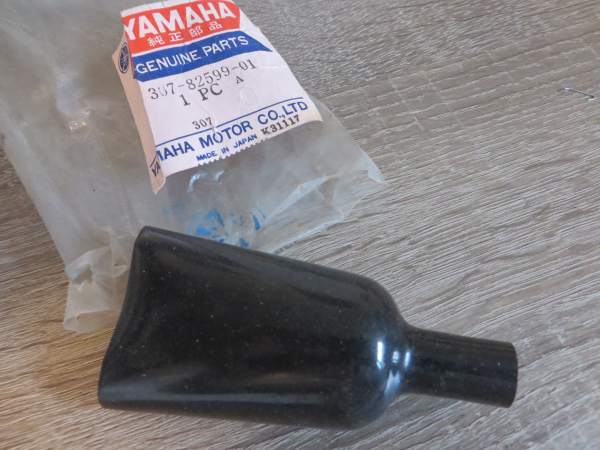 YAMAHA
純正部品
GENUINE PARTS
307-82599-01
1 PC A
307
YAMAHA MOTOR CO.,LTD
MADE IN JAPAN K31117